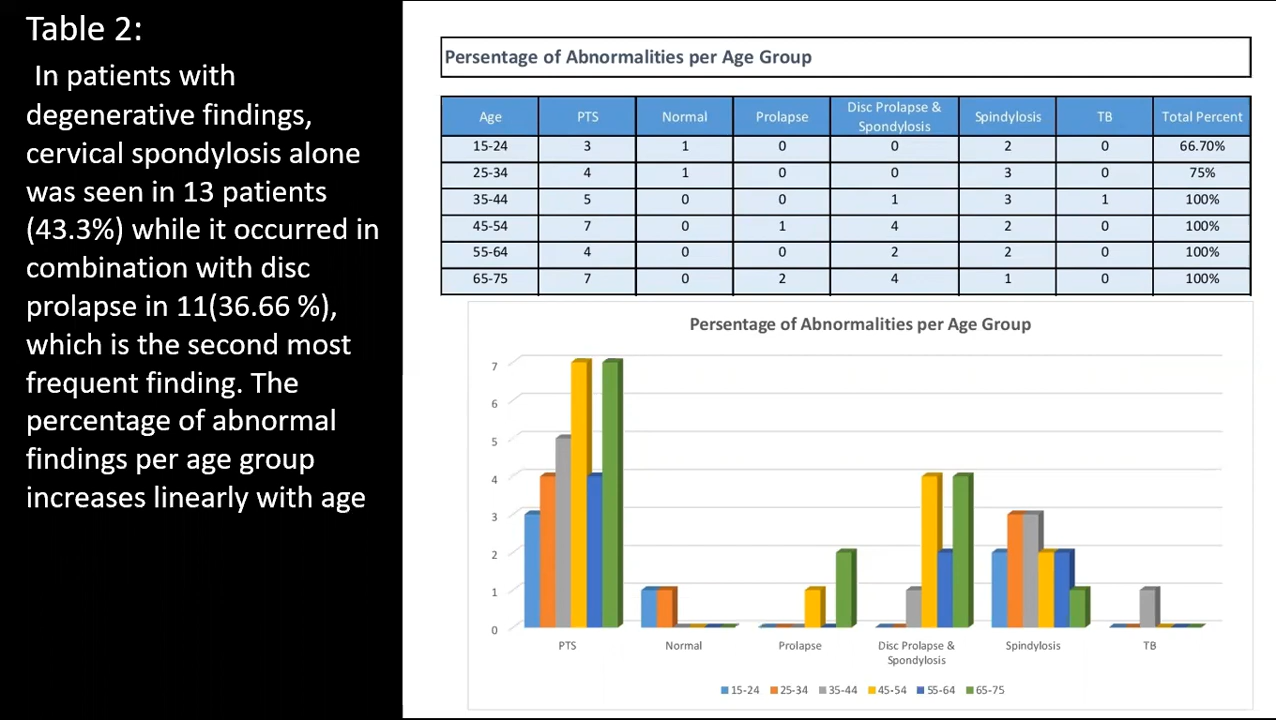 Table 2:
In patients with
degenerative findings,
cervical spondylosis alone
was seen in 13 patients
(43.3%) while it occurred in
combination with disc
prolapse in 11(36.66 %),
which is the second most
frequent finding. The
percentage of abnormal
findings per age group
increases linearly with age
Persentage of Abnormalities per Age Group
Age PTS Normal Prolapse Disc Prolapse & Spondylosis Spindylosis TB Total Percent
15-24 3 1 0 0 2 0 66.70%
25-34 4 1 0 0 3 0 75%
35-44 5 0 0 1 3 1 100%
45-54 7 0 1 4 2 0 100%
55-64 4 0 0 2 2 0 100%
65-75 7 0 2 4 1 0 100%
Persentage of Abnormalities per Age Group
7
6
5
4
3
2
1
0
PTS Normal Prolapse Disc Prolapse & Spindylosis TB
Spondylosis
15-24 25-34 35-44 45-54 55-64 65-75